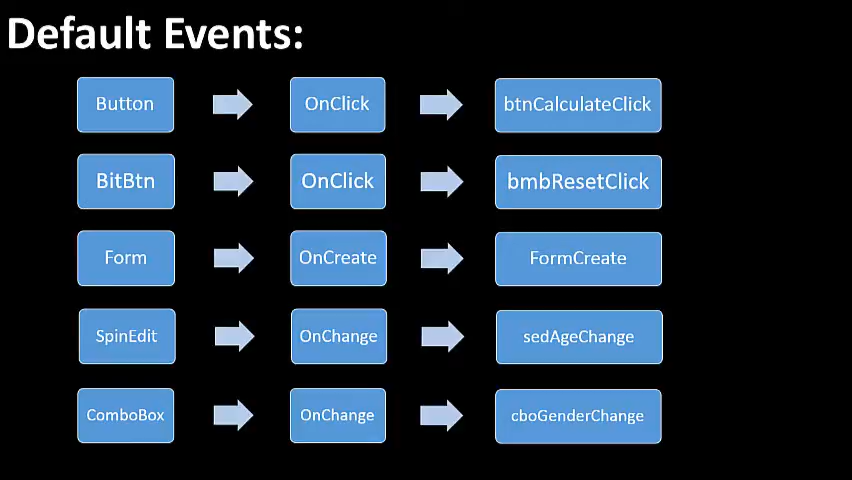 Default Events:
Button OnClick btnCalculateClick
BitBtn OnClick bmbResetClick
Form OnCreate FormCreate
SpinEdit OnChange sedAgeChange
ComboBox OnChange cboGenderChange